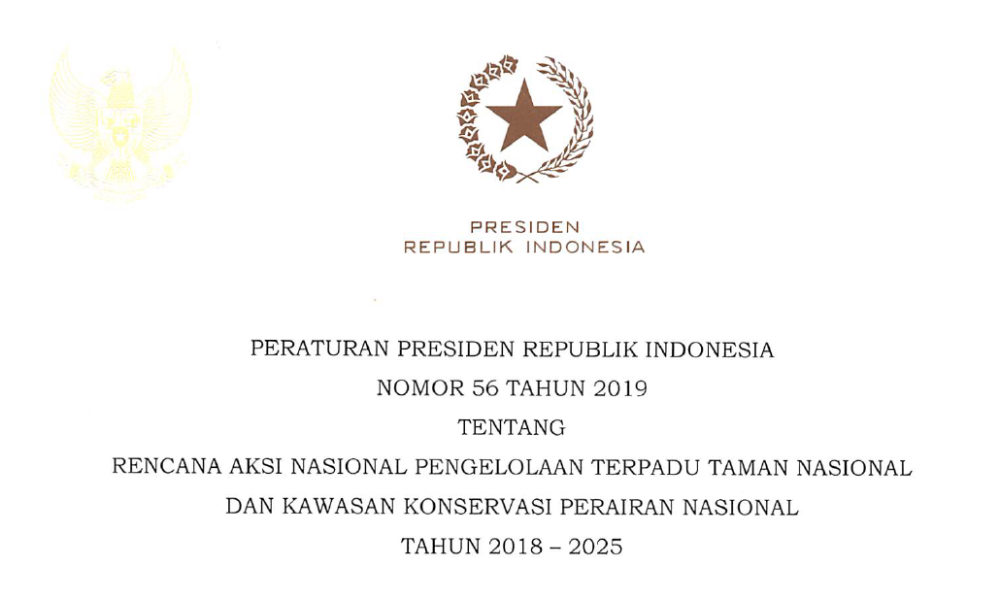 PRESIDEN
REPUBLIK INDONESIA
PERATURAN PRESIDEN REPUBLIK INDONESIA
NOMOR 56 TAHUN 2019
TENTANG
RENCANA AKSI NASIONAL PENGELOLAAN TERPADU TAMAN NASIONAL
DAN KAWASAN KONSERVASI PERAIRAN NASIONAL
TAHUN 2018 – 2025